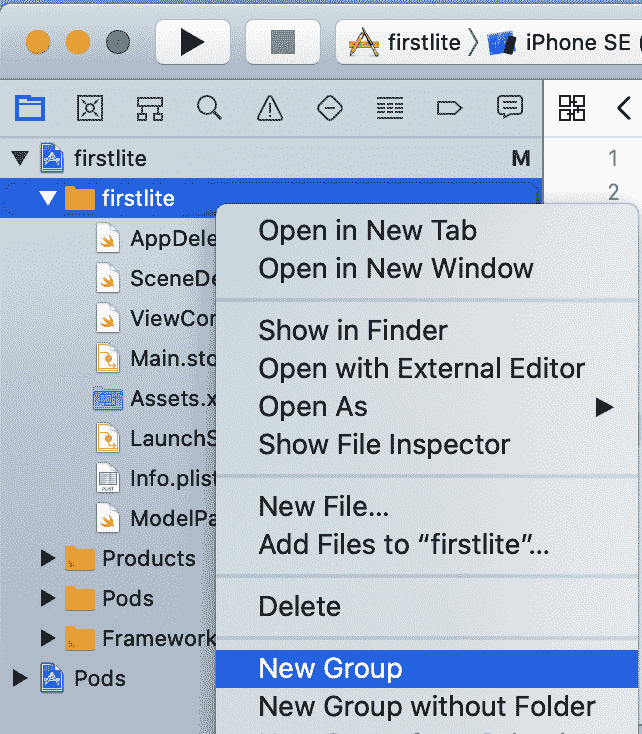 firstlite
iPhone SE (
firstlite
M
1
firstlite
2
Open in New Tab
AppDele
Open in New Window
SceneDe
ViewCon
Show in Finder
Main.sto
Open with External Editor
Assets.x
Open As
LaunchS
Show File Inspector
Info.plist
PLIST
New File...
ModelPa
Add Files to “firstlite”...
Products
Pods
Delete
Framework
New Group
Pods
New Group without Folder